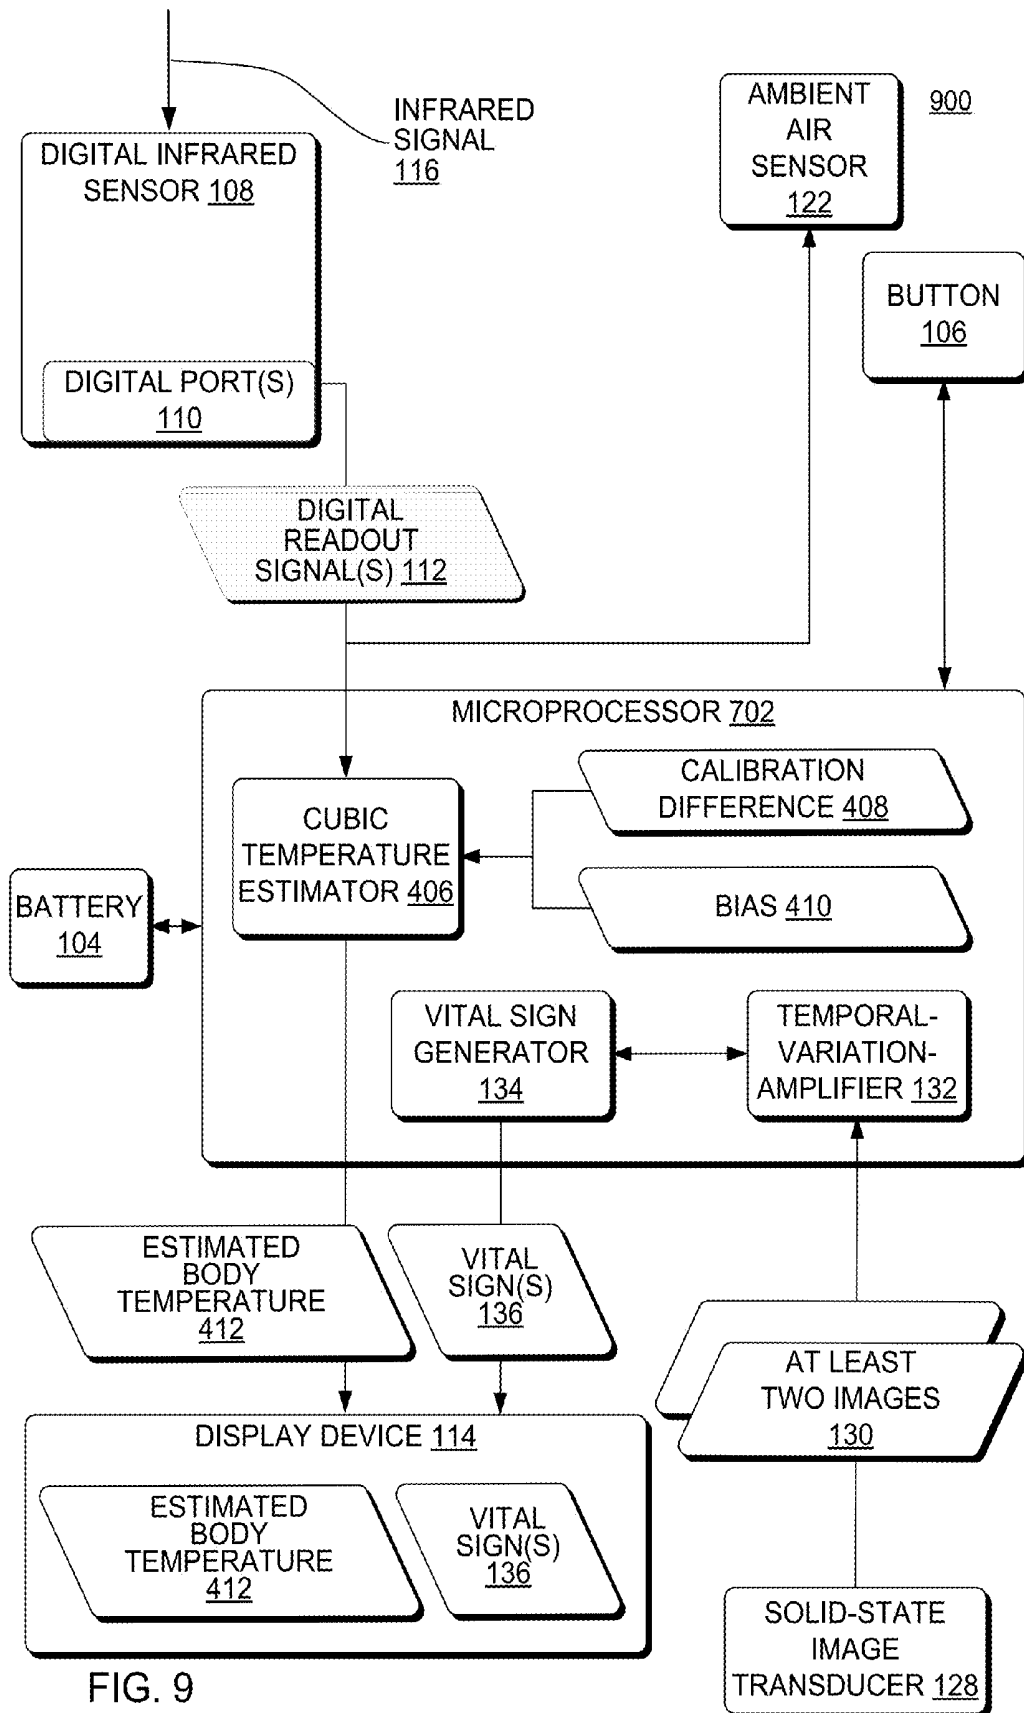 INFRARED
SIGNAL
116
AMBIENT
AIR
SENSOR
122
900
DIGITAL INFRARED
SENSOR 108
BUTTON
106
DIGITAL PORT(S)
110
DIGITAL
READOUT
SIGNAL(S) 112
MICROPROCESSOR 702
CALIBRATION
DIFFERENCE 408
CUBIC
TEMPERATURE
ESTIMATOR 406
BIAS 410
BATTERY
104
VITAL SIGN
GENERATOR
134
TEMPORAL-
VARIATION-
AMPLIFIER 132
ESTIMATED
BODY
TEMPERATURE
412
VITAL
SIGN(S)
136
AT LEAST
TWO IMAGES
130
DISPLAY DEVICE 114
ESTIMATED
BODY
TEMPERATURE
412
VITAL
SIGN(S)
136
SOLID-STATE
IMAGE
TRANSDUCER 128
FIG. 9